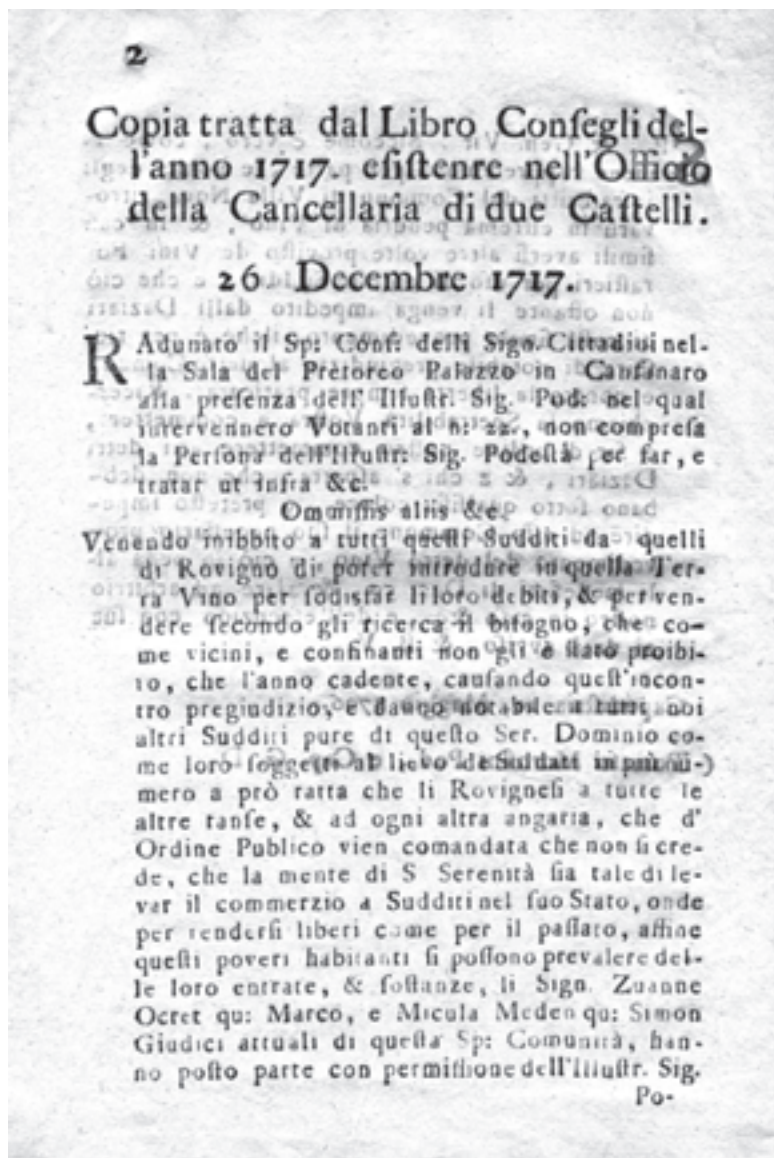 2
Copia tratta dal Libro Conſegli del-
l'anno 1717. eſiſtenre nell'Officio
della Cancellaria di due Caſtelli.
26 Decembre 1717.
RAdunato il Sp: Conſ: delli Sign. Cittadini nel-
la Sala del Pretoreo Palazzo in Canfanaro
alla preſenza dell' Illuſtr. Sig. Pod: nel qual
intervennero Votanti al n: 22., non compreſa
la Perſona dell'Illuſtr: Sig. Podeſtà per far, e
tratar ut infra &c.
Omiſſis aliis &c.
Venendo inibbito a tutti queſti Sudditi da quelli
di Rovigno di poter introdure in quella Ter-
ra Vino per ſodisfar li loro debiti, & per ven-
dere ſecondo gli ricerca il biſogno, che co-
me vicini, e confinanti non gli è ſtato proibi-
to, che l'anno cadente, cauſando queſt'incon-
tro pregiudizio, e danno notabile a tutti noi
altri Sudditi pure di queſto Ser. Dominio co-
me loro ſoggetti al lievo de Soldati in più nu-
mero a prò ratta che li Rovigneſi a tutte le
altre tanſe, & ad ogni altra angaria, che d'
Ordine Publico vien comandata che non ſi cre-
de, che la mente di S Serenità ſia tale di le-
var il commerzio a Sudditi nel ſuo Stato, onde
per renderſi liberi come per il paſſato, affine
queſti poveri habitanti ſi poſſono prevalere del-
le loro entrate, & ſoſtanze, li Sign. Zuanne
Ocret qu: Marco, e Micula Meden qu: Simon
Giudici attuali di queſta Sp: Comunità, han-
no poſto parte con permiſſione dell'Illuſtr. Sig.
Po-